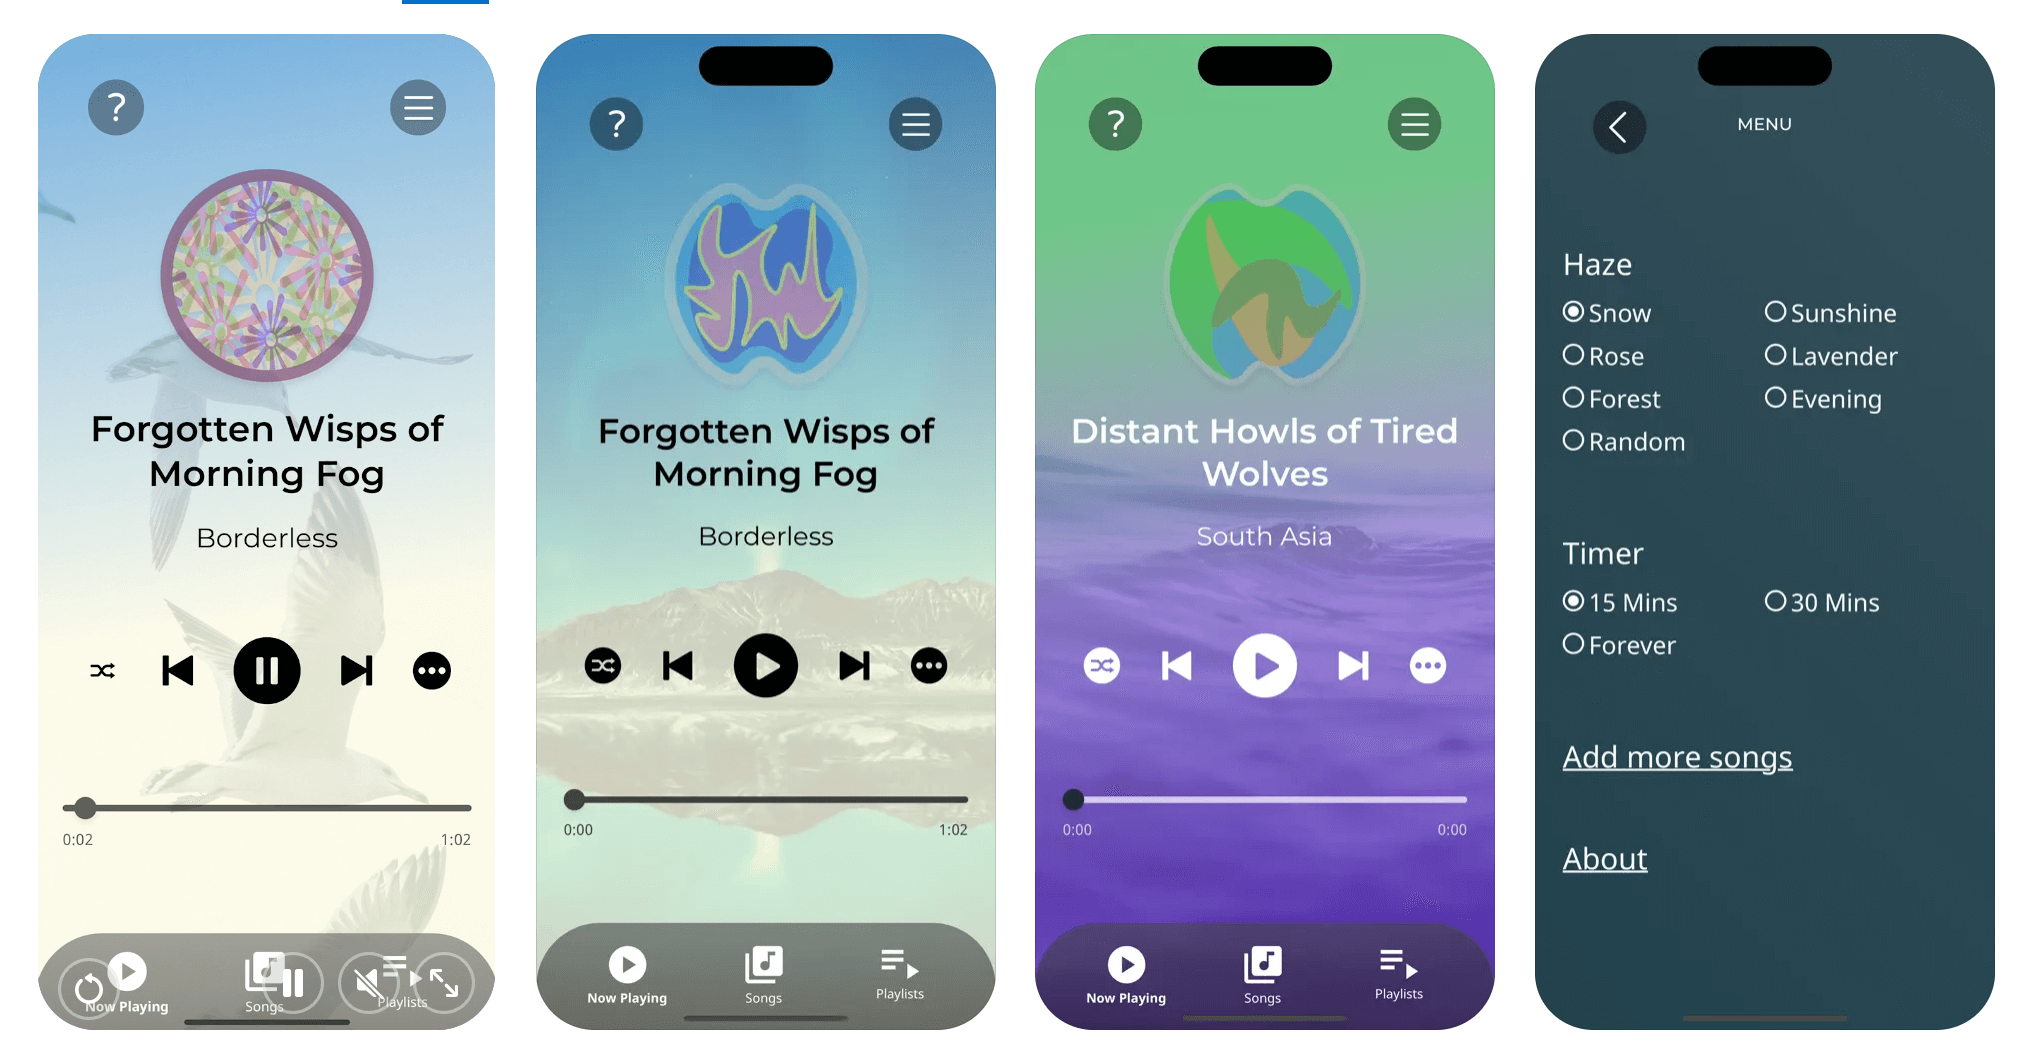 ?
Forgotten Wisps of
Morning Fog
Borderless
0:02
1:02
Now Playing
Songs
Playlists
?
Forgotten Wisps of
Morning Fog
Borderless
0:00
1:02
Now Playing
Songs
Playlists
?
Distant Howls of Tired
Wolves
South Asia
0:00
0:00
Now Playing
Songs
Playlists
MENU
Haze
Snow
Sunshine
Rose
Lavender
Forest
Evening
Random
Timer
15 Mins
30 Mins
Forever
Add more songs
About